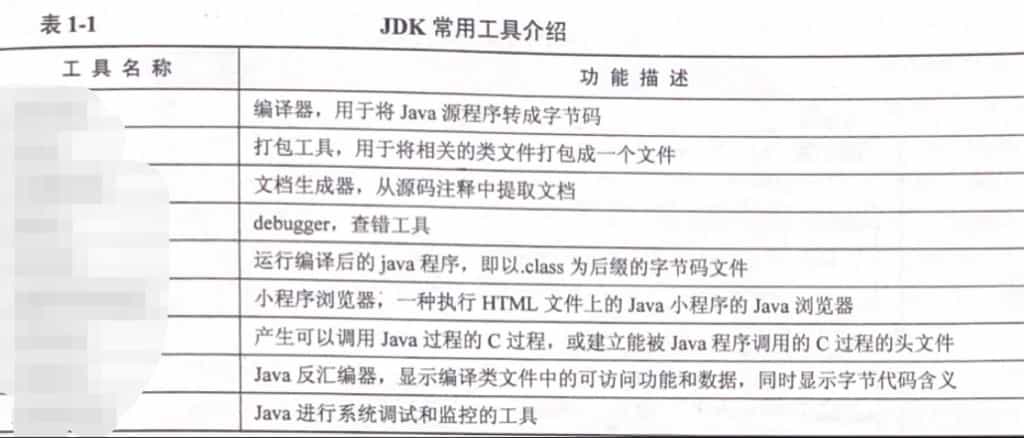 表 1-1
JDK 常用工具介绍
工 具 名 称 功 能 描 述
编译器，用于将 Java 源程序转成字节码
打包工具，用于将相关的类文件打包成一个文件
文档生成器，从源码注释中提取文档
debugger，查错工具
运行编译后的 java 程序，即以.class 为后缀的字节码文件
小程序浏览器，一种执行 HTML 文件上的 Java 小程序的 Java 浏览器
产生可以调用 Java 过程的 C 过程，或建立能被 Java 程序调用的 C 过程的头文件
Java 反汇编器，显示编译类文件中的可访问功能和数据，同时显示字节代码含义
Java 进行系统调试和监控的工具